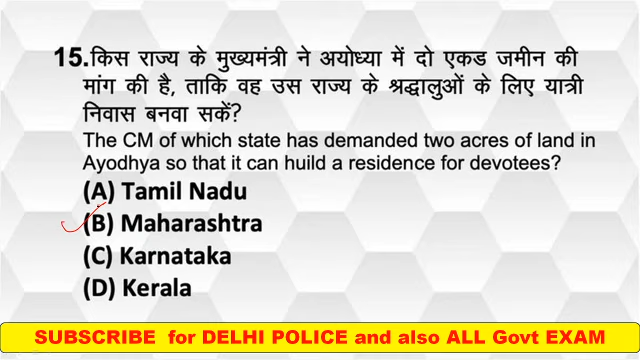 15.किस राज्य के मुख्यमंत्री ने अयोध्या में दो एकड जमीन की
मांग की है, ताकि वह उस राज्य के श्रद्धालुओं के लिए यात्री
निवास बनवा सकें?
The CM of which state has demanded two acres of land in
Ayodhya so that it can huild a residence for devotees?
(A) Tamil Nadu
(B) Maharashtra
(C) Karnataka
(D) Kerala
SUBSCRIBE for DELHI POLICE and also ALL Govt EXAM